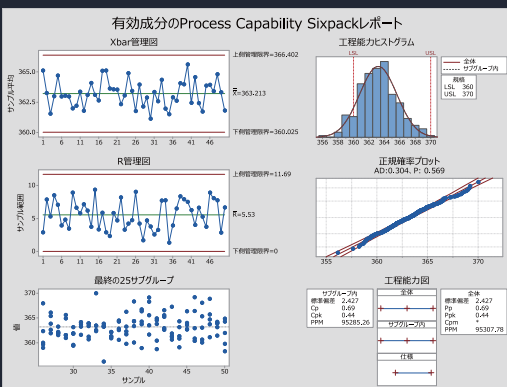 有効成分のProcess Capability Sixpackレポート
Xbar管理図
サンプル平均
365.0
362.5
360.0
1 6 11 16 21 26 31 36 41 46
上側管理限界=366.402
X=363.213
下側管理限界=360.025
工程能力ヒストグラム
LSL USL
356 358 360 362 364 366 368 370
全体
サブグループ内
規格
LSL 360
USL 370
R管理図
サンプル範囲
10
5
0
1 6 11 16 21 26 31 36 41 46
上側管理限界=11.69
R=5.53
下側管理限界=0
正規確率プロット
AD:0.304, P: 0.569
355 360 365 370
最終の25サブグループ
値
370
365
360
30 35 40 45 50
サンプル
工程能力図
サブグループ内
標準偏差 2.427
Cp 0.69
Cpk 0.44
PPM 95285.26
全体
サブグループ内
仕様
全体
標準偏差 2.427
Pp 0.69
Ppk 0.44
Cpm *
PPM 95307.78